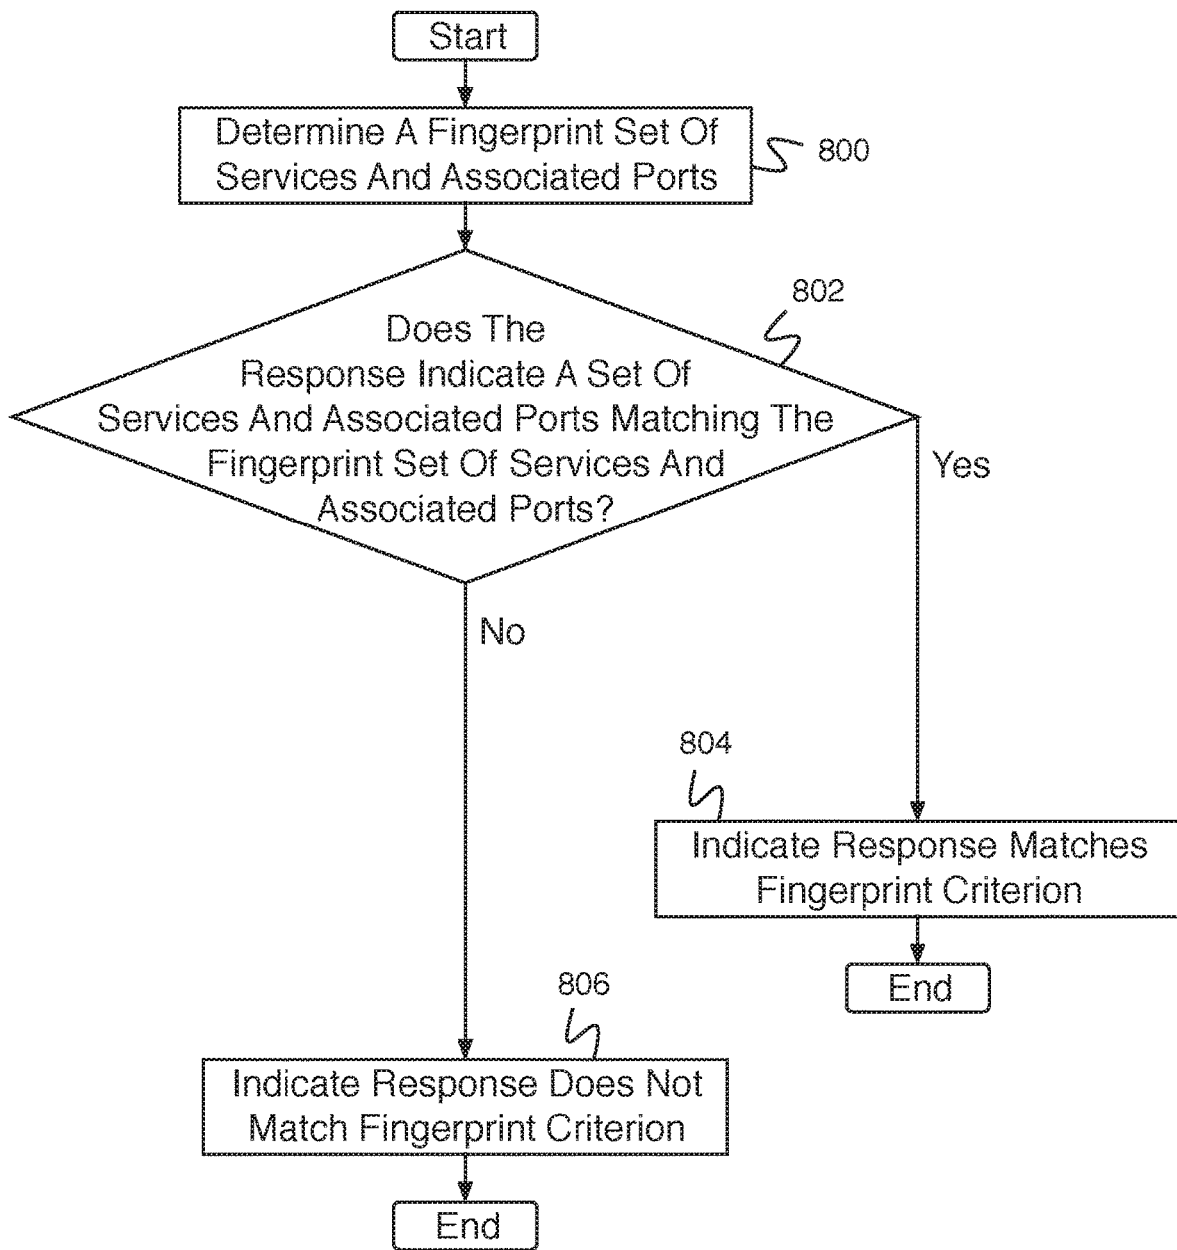 Start
Determine A Fingerprint Set Of
Services And Associated Ports
800
802
Does The
Response Indicate A Set Of
Services And Associated Ports Matching The
Fingerprint Set Of Services And
Associated Ports?
Yes
No
804
Indicate Response Matches
Fingerprint Criterion
End
806
Indicate Response Does Not
Match Fingerprint Criterion
End